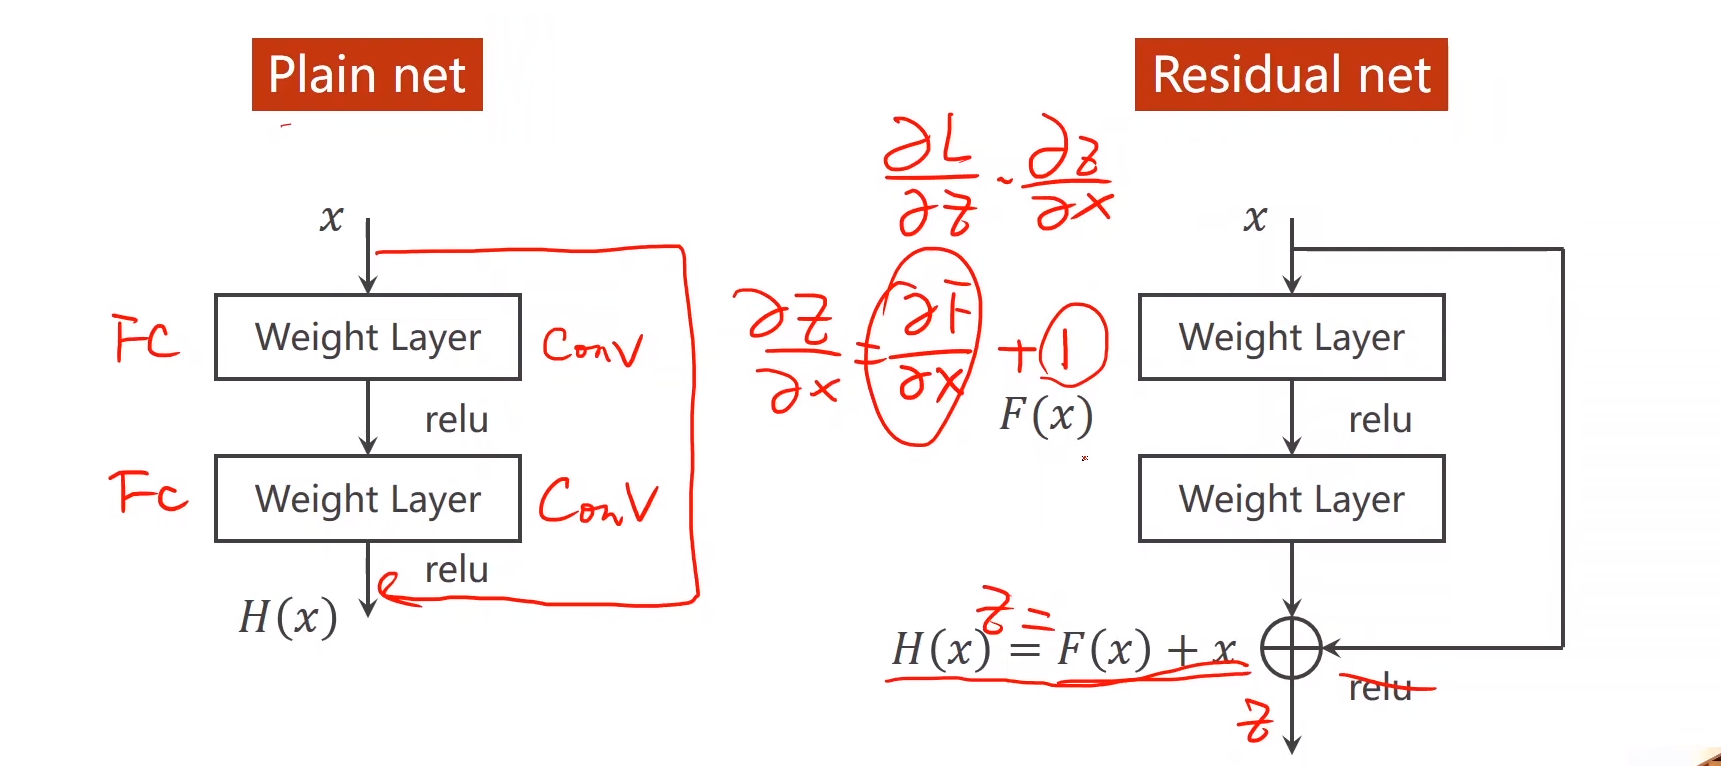 Plain net
Residual net
∂L/∂z · ∂z/∂x
x
x
FC
Weight Layer
Conv
∂z/∂x = ∂F/∂x + 1
Weight Layer
relu
F(x)
relu
FC
Weight Layer
Conv
Weight Layer
relu
H(x)
z =
H(x) = F(x) + x
relu
z